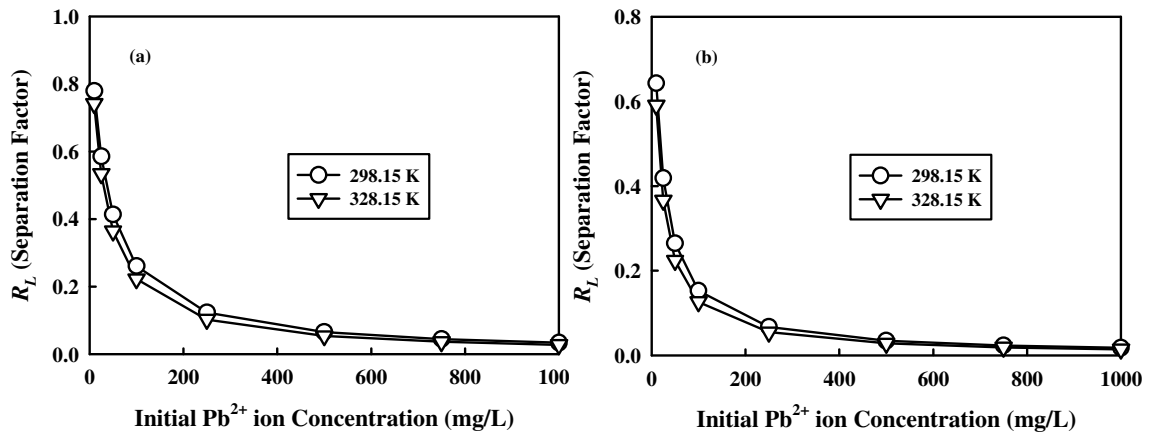 1.0
(a)
0.8
0.6
298.15 K
328.15 K
0.4
0.2
0.0
0 200 400 600 800 100
R_L (Separation Factor)
Initial Pb²⁺ ion Concentration (mg/L)
0.8
(b)
0.6
298.15 K
328.15 K
0.4
0.2
0.0
0 200 400 600 800 1000
R_L (Separation Factor)
Initial Pb²⁺ ion Concentration (mg/L)